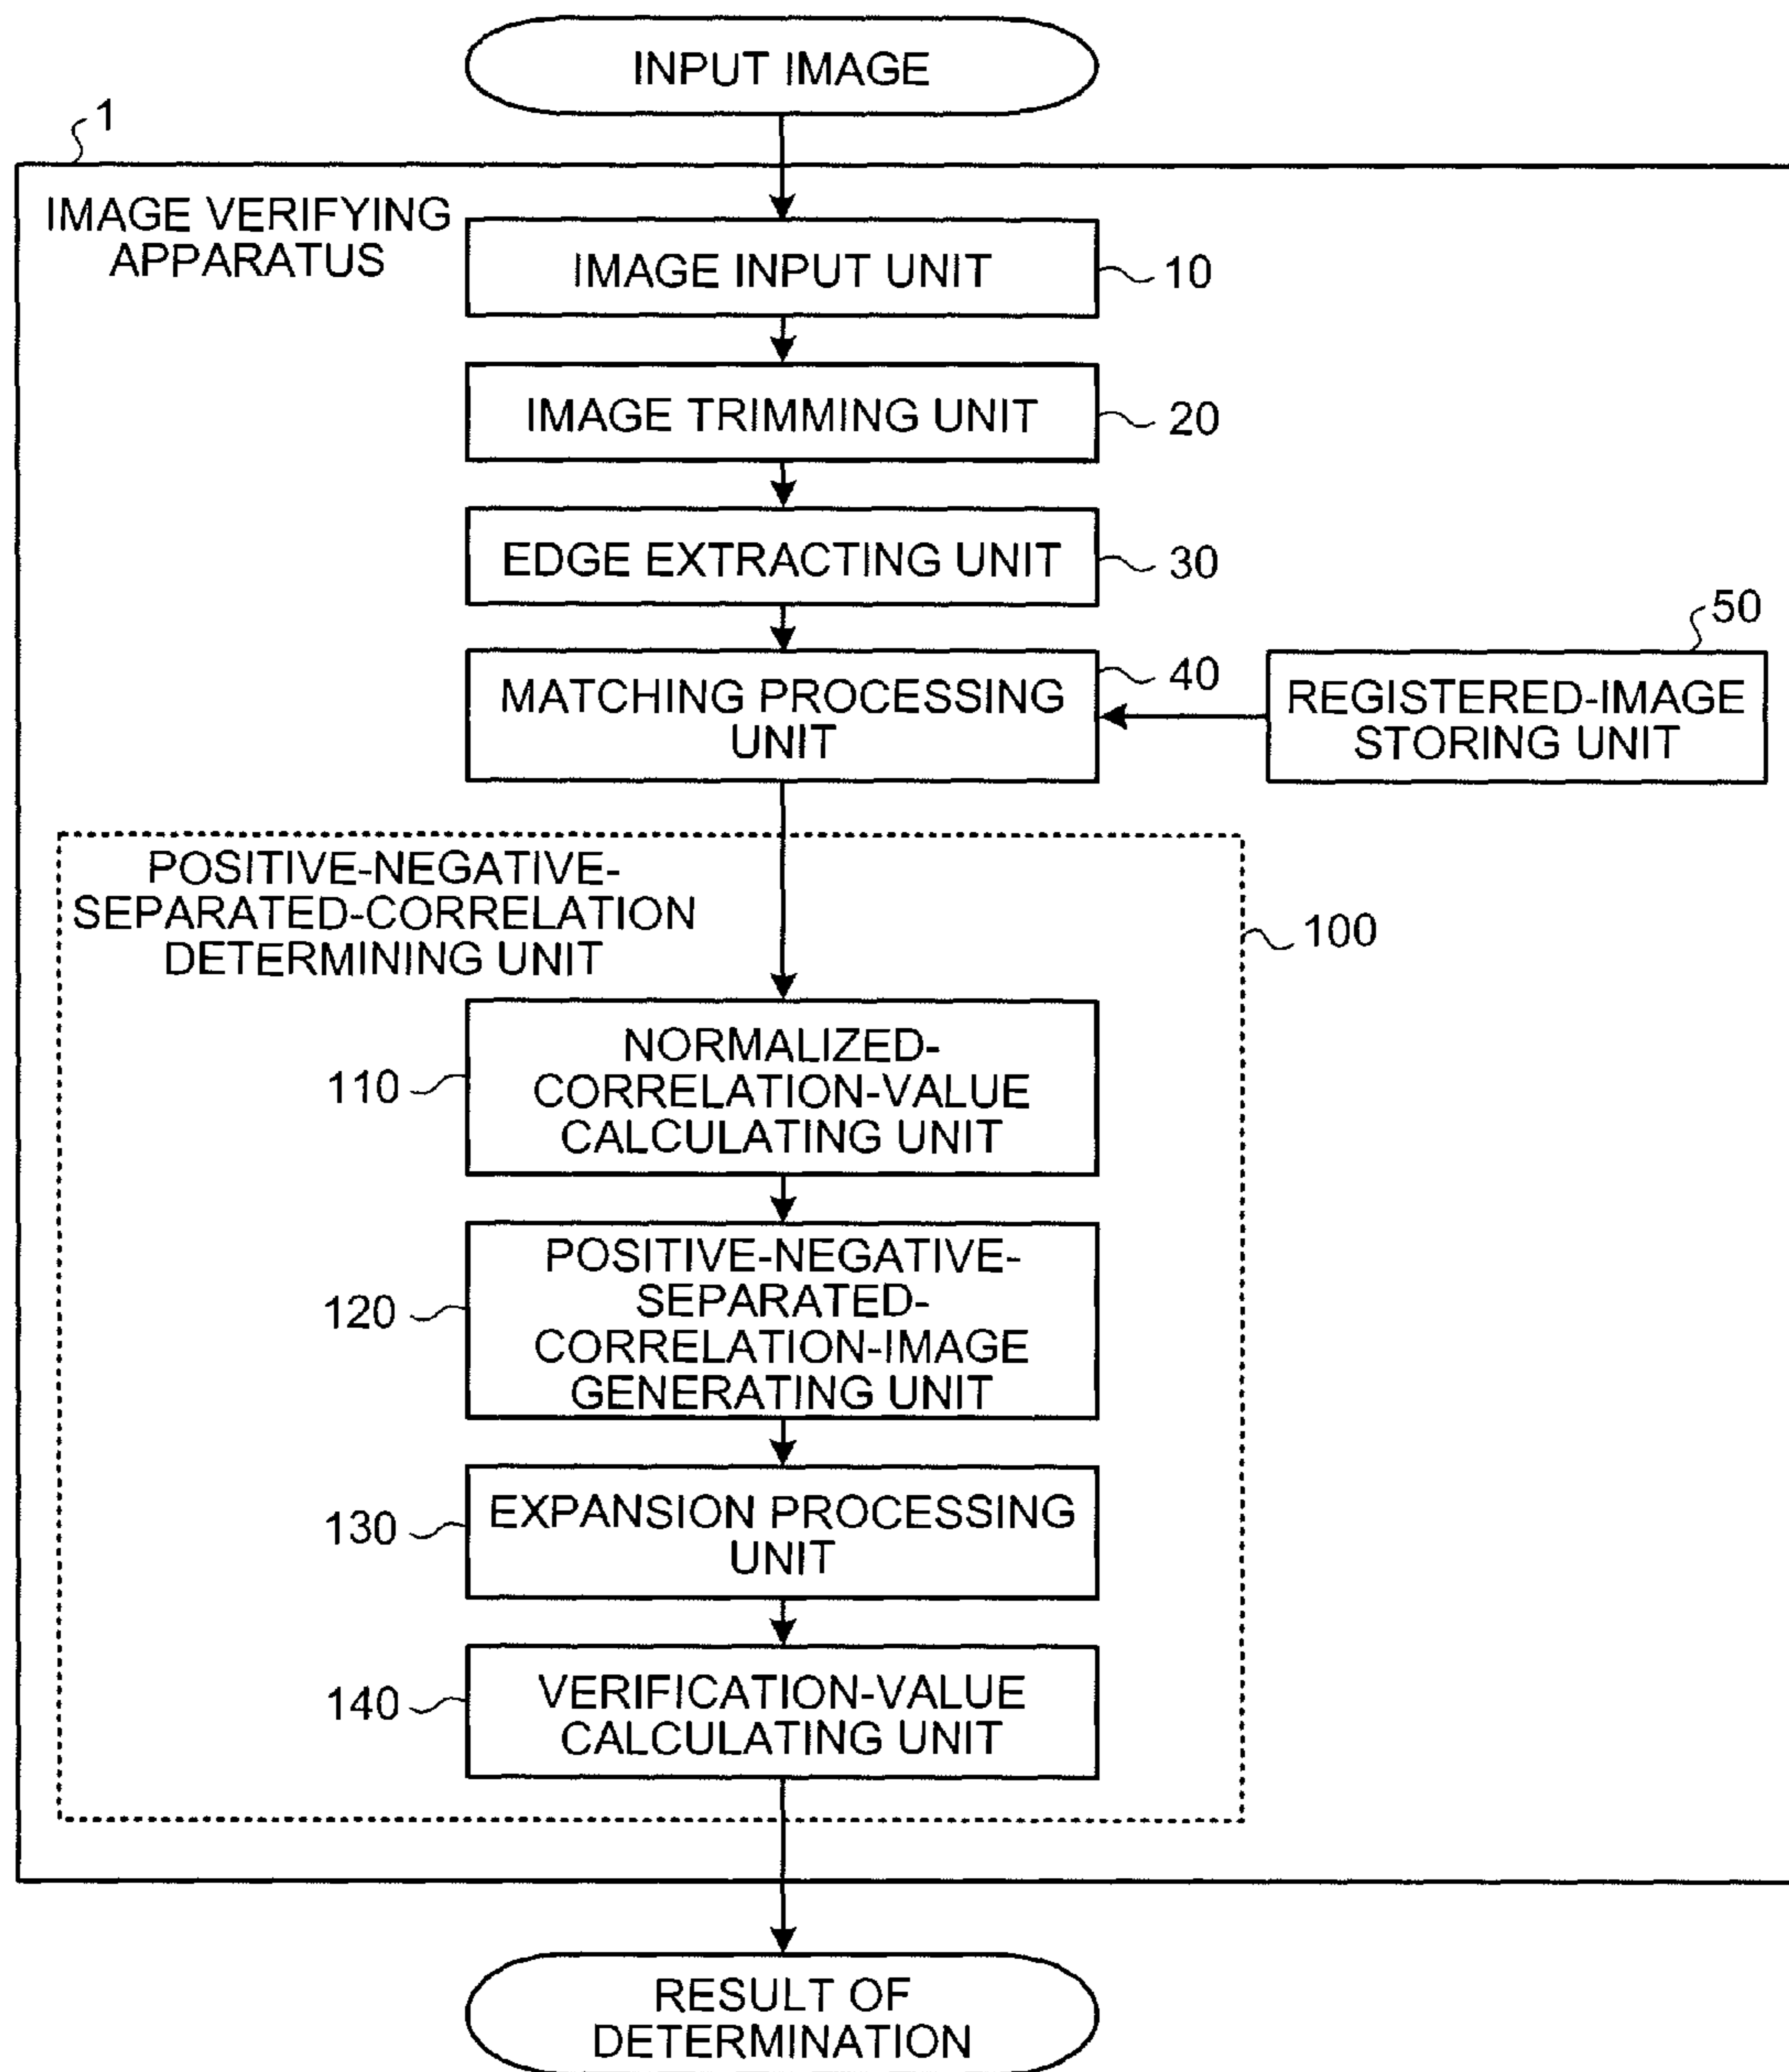 INPUT IMAGE
1
IMAGE VERIFYING
APPARATUS
IMAGE INPUT UNIT
10
IMAGE TRIMMING UNIT
20
EDGE EXTRACTING UNIT
30
MATCHING PROCESSING
UNIT
40
50
REGISTERED-IMAGE
STORING UNIT
POSITIVE-NEGATIVE-
SEPARATED-CORRELATION
DETERMINING UNIT
100
110
NORMALIZED-
CORRELATION-VALUE
CALCULATING UNIT
120
POSITIVE-NEGATIVE-
SEPARATED-
CORRELATION-IMAGE
GENERATING UNIT
130
EXPANSION PROCESSING
UNIT
140
VERIFICATION-VALUE
CALCULATING UNIT
RESULT OF
DETERMINATION